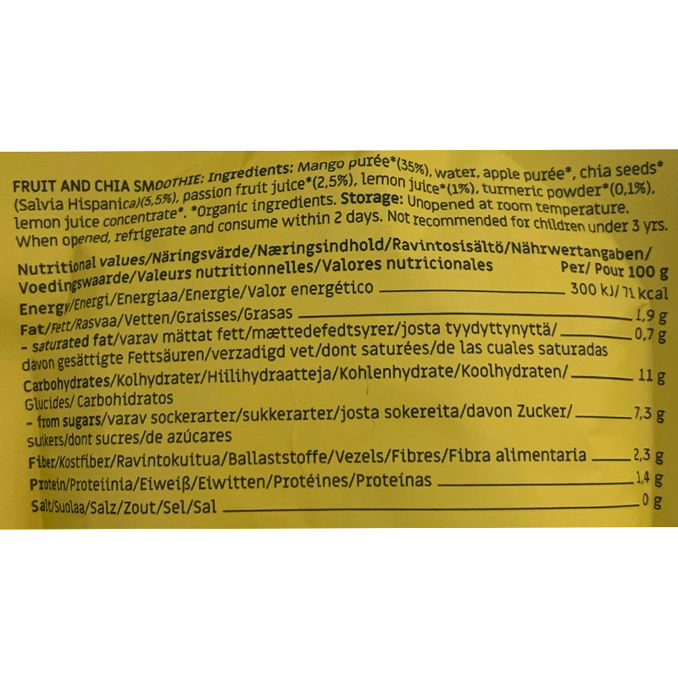 FRUIT AND CHIA SMOOTHIE: Ingredients: Mango purée*(35%), water, apple purée*, chia seeds*
(Salvia Hispanica)(5,5%), passion fruit juice*(2,5%), lemon juice*(1%), turmeric powder*(0,1%),
lemon juice concentrate*. *Organic ingredients. Storage: Unopened at room temperature.
When opened, refrigerate and consume within 2 days. Not recommended for children under 3 yrs.
Nutritional values/Näringsvärde/Næringsindhold/Ravintosisältö/Nährwertangaben/
Voedingswaarde/Valeurs nutritionnelles/Valores nutricionales Per/ Pour 100 g
Energy/Energi/Energiaa/Energie/Valor energético 300 kJ/ 71 kcal
Fat/Fett/Rasvaa/Vetten/Graisses/Grasas 1,9 g
- saturated fat/varav mättat fett/mættedefedtsyrer/josta tyydyttynyttä/ 0,7 g
davon gesättigte Fettsäuren/verzadigd vet/dont saturées/de las cuales saturadas
Carbohydrates/Kolhydrater/Hiilihydraatteja/Kohlenhydrate/Koolhydraten/ 11 g
Glucides/ Carbohidratos
- from sugars/varav sockerarter/sukkerarter/josta sokereita/davon Zucker/ 7,3 g
suikers/dont sucres/de azúcares
Fiber/Kostfiber/Ravintokuitua/Ballaststoffe/Vezels/Fibres/Fibra alimentaria 2,3 g
Protein/Proteiinia/Eiweiß/Eiwitten/Protéines/Proteínas 1,4 g
Salt/Suolaa/Salz/Zout/Sel/Sal 0 g